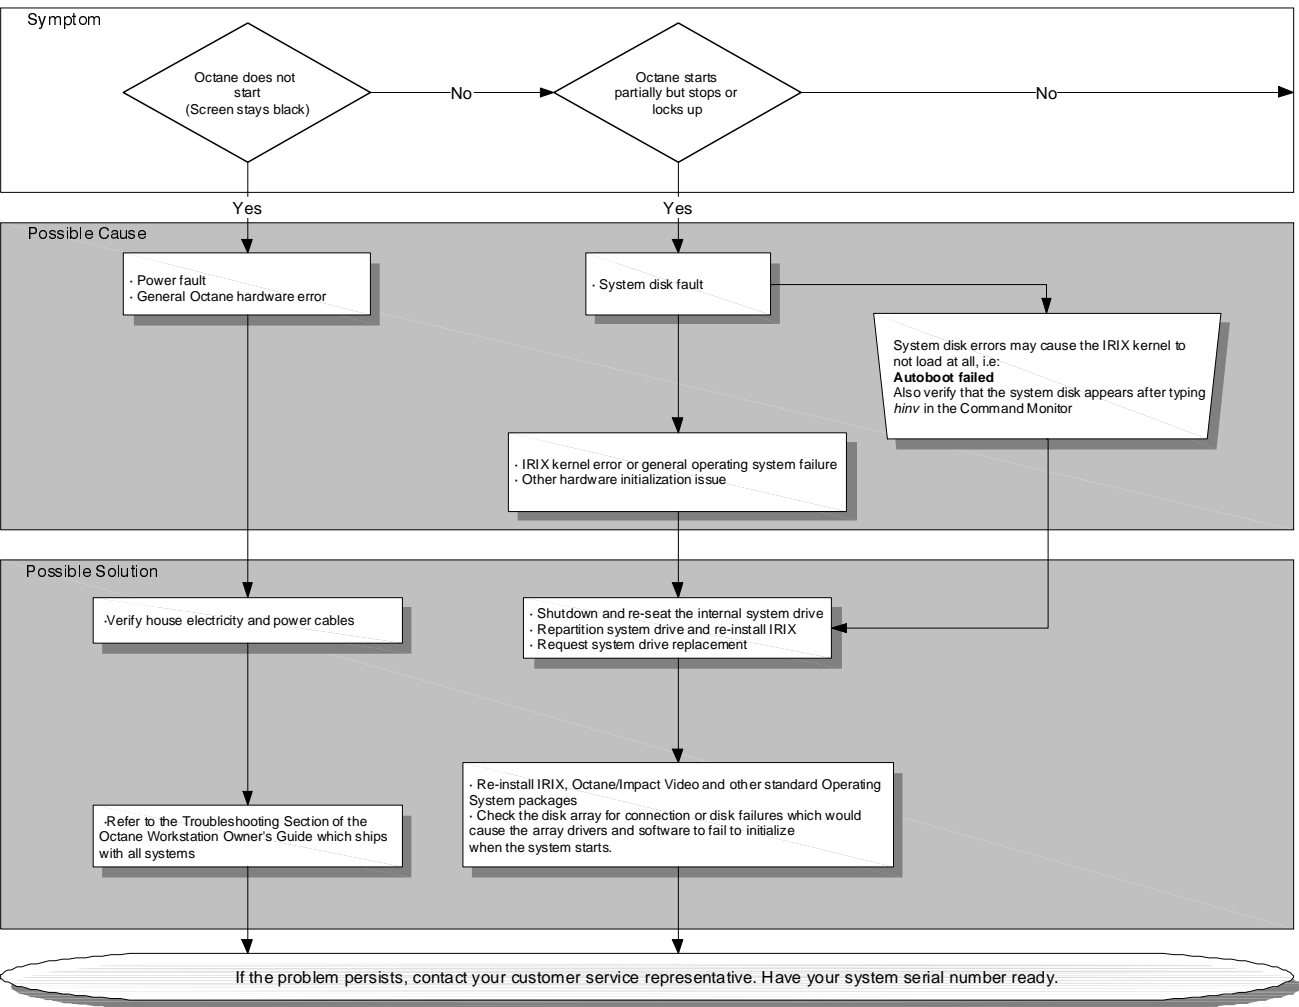 Symptom
Octane does not
start
(Screen stays black)
No
Octane starts
partially but stops or
locks up
No
Yes
Yes
Possible Cause
· Power fault
· General Octane hardware error
· System disk fault
System disk errors may cause the IRIX kernel to
not load at all, i.e:
Autoboot failed
Also verify that the system disk appears after typing
hinv in the Command Monitor
· IRIX kernel error or general operating system failure
· Other hardware initialization issue
Possible Solution
·Verify house electricity and power cables
· Shutdown and re-seat the internal system drive
· Repartition system drive and re-install IRIX
· Request system drive replacement
·Refer to the Troubleshooting Section of the
Octane Workstation Owner's Guide which ships
with all systems
· Re-install IRIX, Octane/Impact Video and other standard Operating
System packages
· Check the disk array for connection or disk failures which would
cause the array drivers and software to fail to initialize
when the system starts.
If the problem persists, contact your customer service representative. Have your system serial number ready.